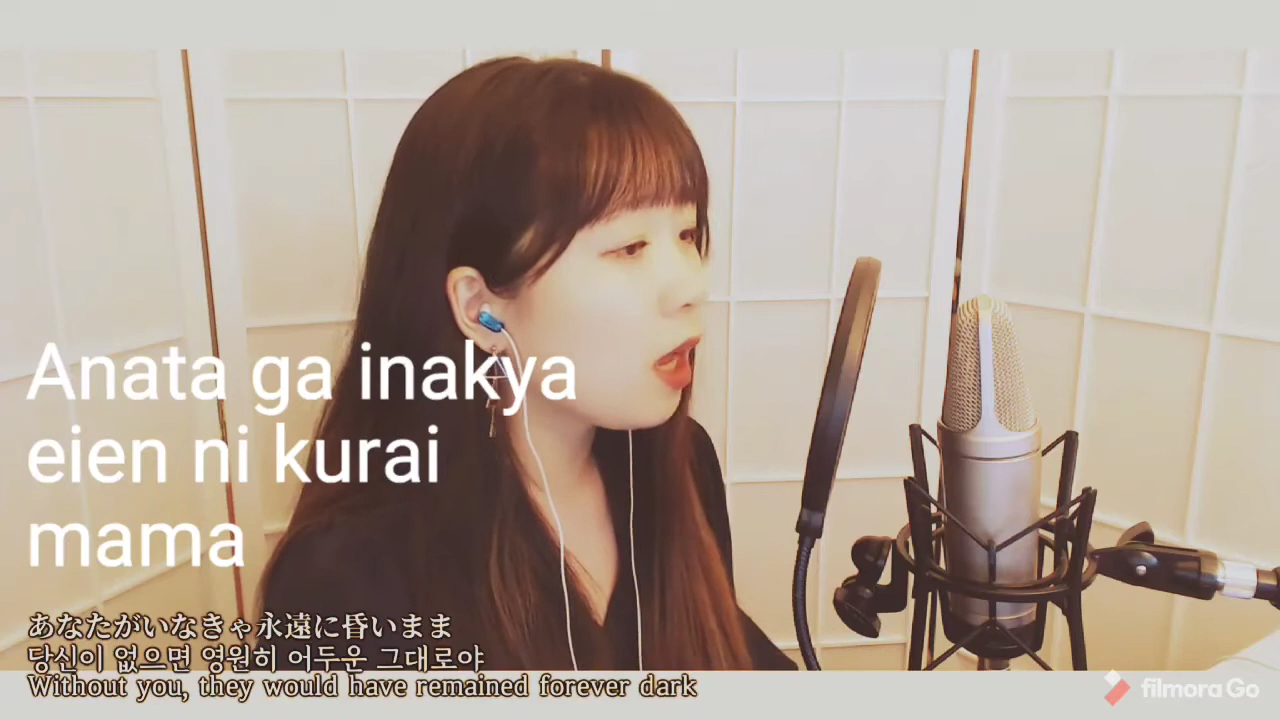 Anata ga inakya
eien ni kurai
mama
あなたがいなきゃ永遠に昏いまま
당신이 없으면 영원히 어두운 그대로야
Without you, they would have remained forever dark
filmora Go